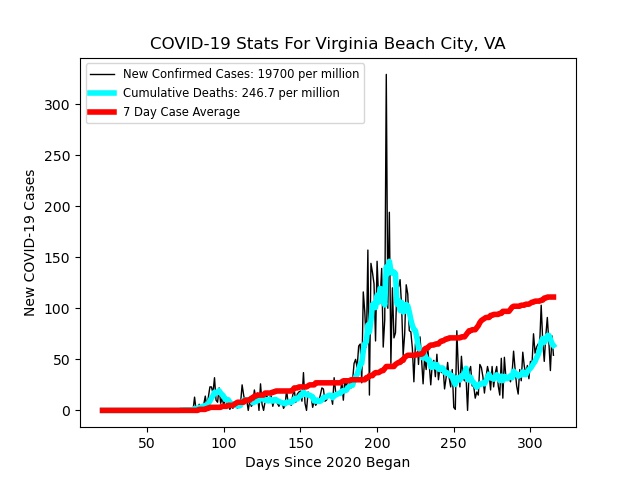 COVID-19 Stats For Virginia Beach City, VA
New Confirmed Cases: 19700 per million
Cumulative Deaths: 246.7 per million
7 Day Case Average
New COVID-19 Cases
300
250
200
150
100
50
0
50 100 150 200 250 300
Days Since 2020 Began